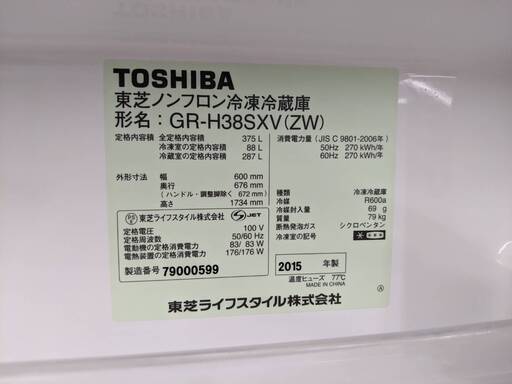 TOSHIBA
東芝ノンフロン冷凍冷蔵庫
形名：GR-H38SXV(ZW)
定格内容積 全定格内容積 375 L
冷凍室の定格内容積 88 L
冷蔵室の定格内容積 287 L
消費電力量 (JIS C 9801-2006年)
50Hz 270 kWh/年
60Hz 270 kWh/年
外形寸法 幅 600 mm
奥行 676 mm
(ハンドル・調整脚除く 672 mm)
高さ 1734 mm
種類 冷凍冷蔵庫
冷媒 R600a
冷媒封入量 69 g
質量 79 kg
断熱発泡ガス シクロペンタン
冷凍室の記号
PS E 東芝ライフスタイル株式会社 S JET
定格電圧 100 V
定格周波数 50/60 Hz
電動機の定格消費電力 83/ 83 W
電熱装置の定格消費電力 176/176 W
製造番号 79000599
2015 年製
温度ヒューズ 77℃
MADE IN CHINA
東芝ライフスタイル株式会社
Ⓐ